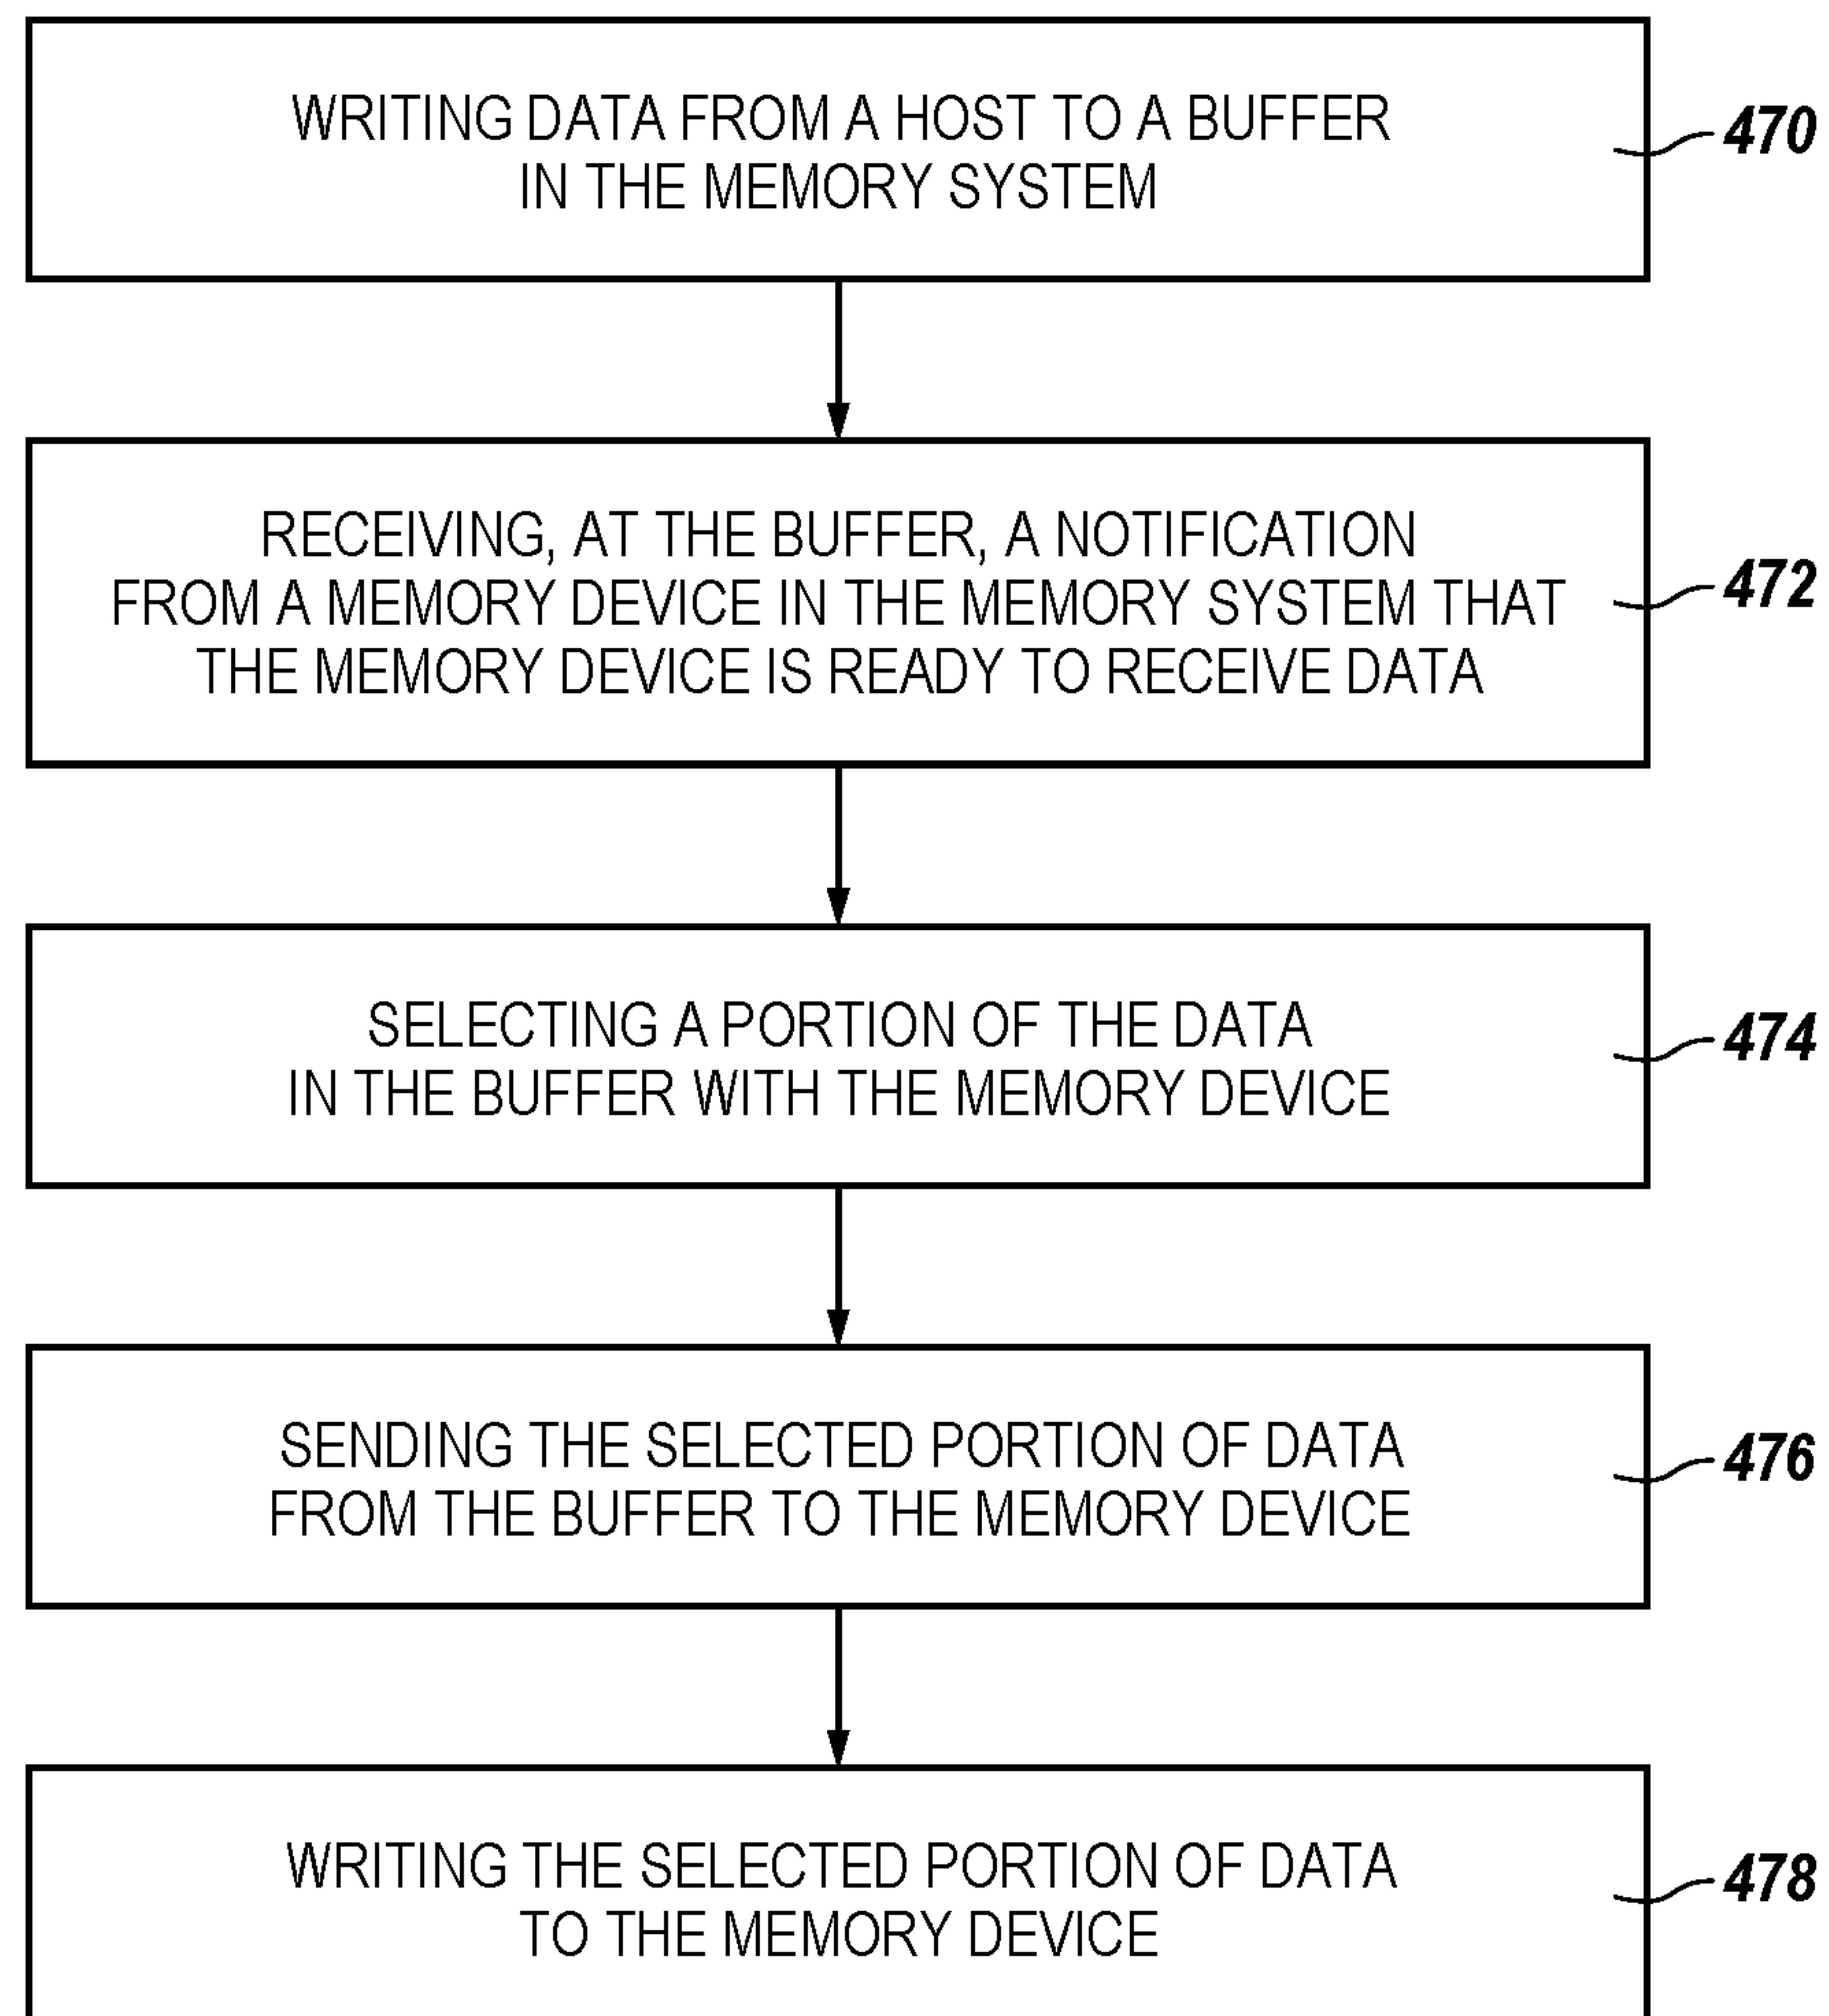 WRITING DATA FROM A HOST TO A BUFFER
IN THE MEMORY SYSTEM
470
RECEIVING, AT THE BUFFER, A NOTIFICATION
FROM A MEMORY DEVICE IN THE MEMORY SYSTEM THAT
THE MEMORY DEVICE IS READY TO RECEIVE DATA
472
SELECTING A PORTION OF THE DATA
IN THE BUFFER WITH THE MEMORY DEVICE
474
SENDING THE SELECTED PORTION OF DATA
FROM THE BUFFER TO THE MEMORY DEVICE
476
WRITING THE SELECTED PORTION OF DATA
TO THE MEMORY DEVICE
478